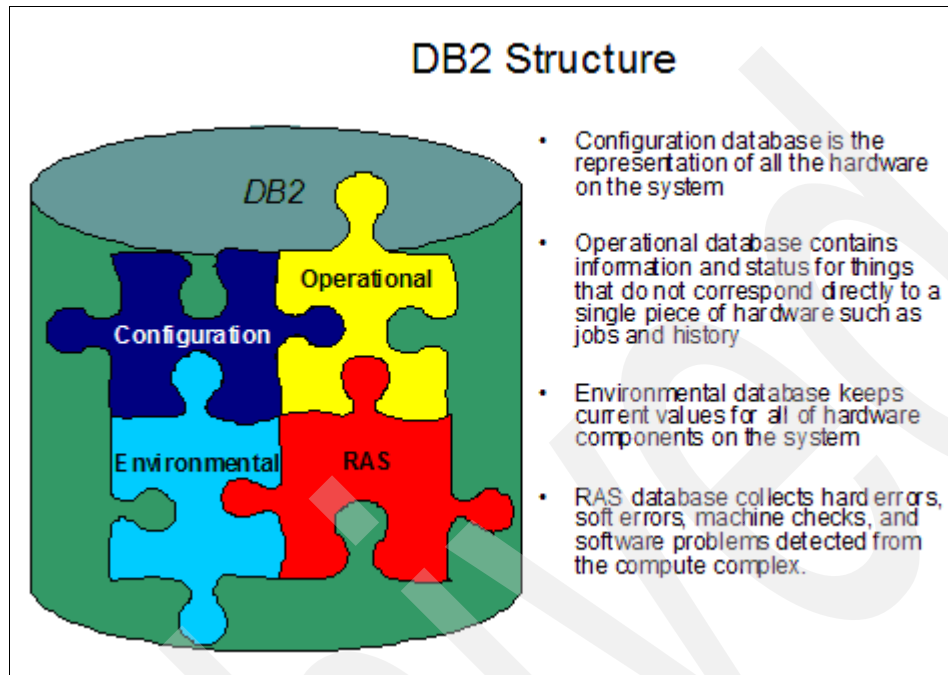 DB2 Structure
DB2
Operational
Configuration
Environmental
RAS
• Configuration database is the
representation of all the hardware
on the system
• Operational database contains
information and status for things
that do not correspond directly to a
single piece of hardware such as
jobs and history
• Environmental database keeps
current values for all of hardware
components on the system
• RAS database collects hard errors,
soft errors, machine checks, and
software problems detected from
the compute complex.